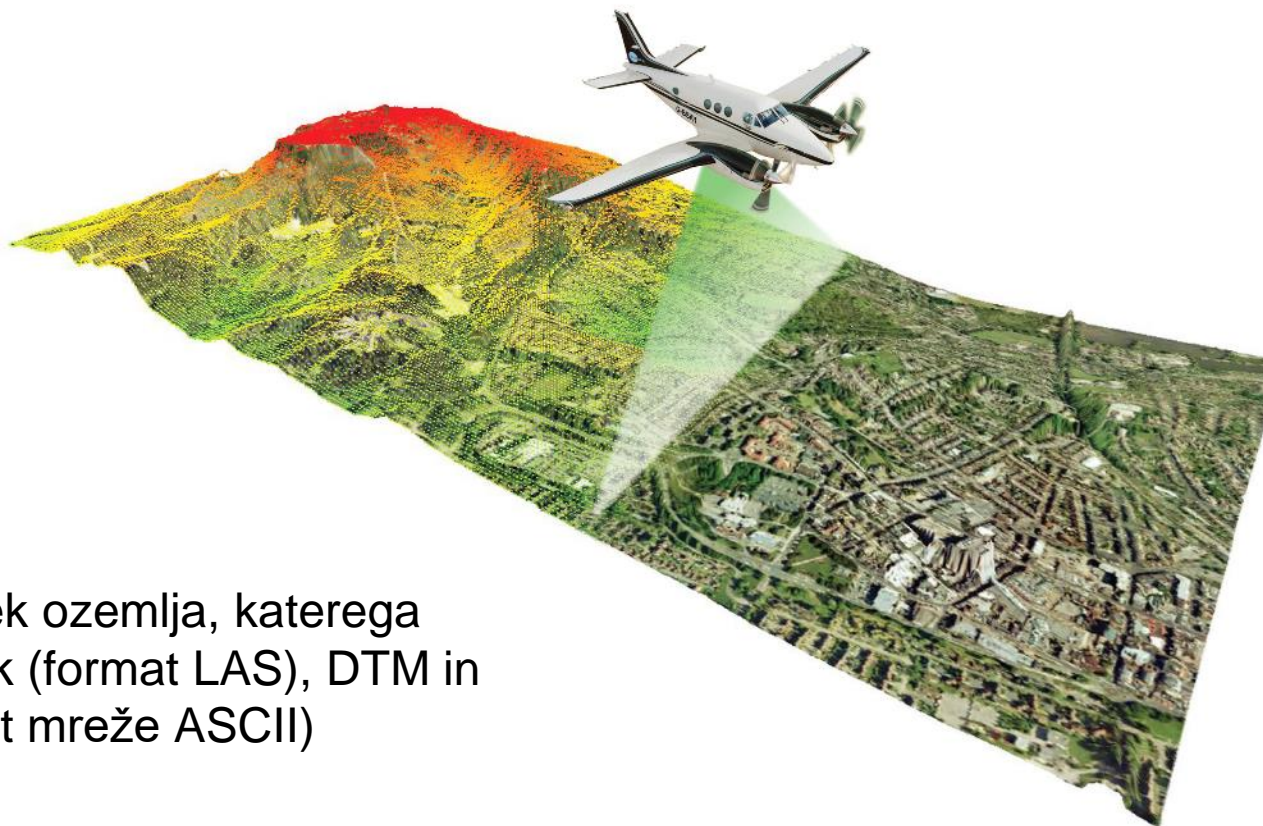 ek ozemlja, katerega
k (format LAS), DTM in
t mreže ASCII)